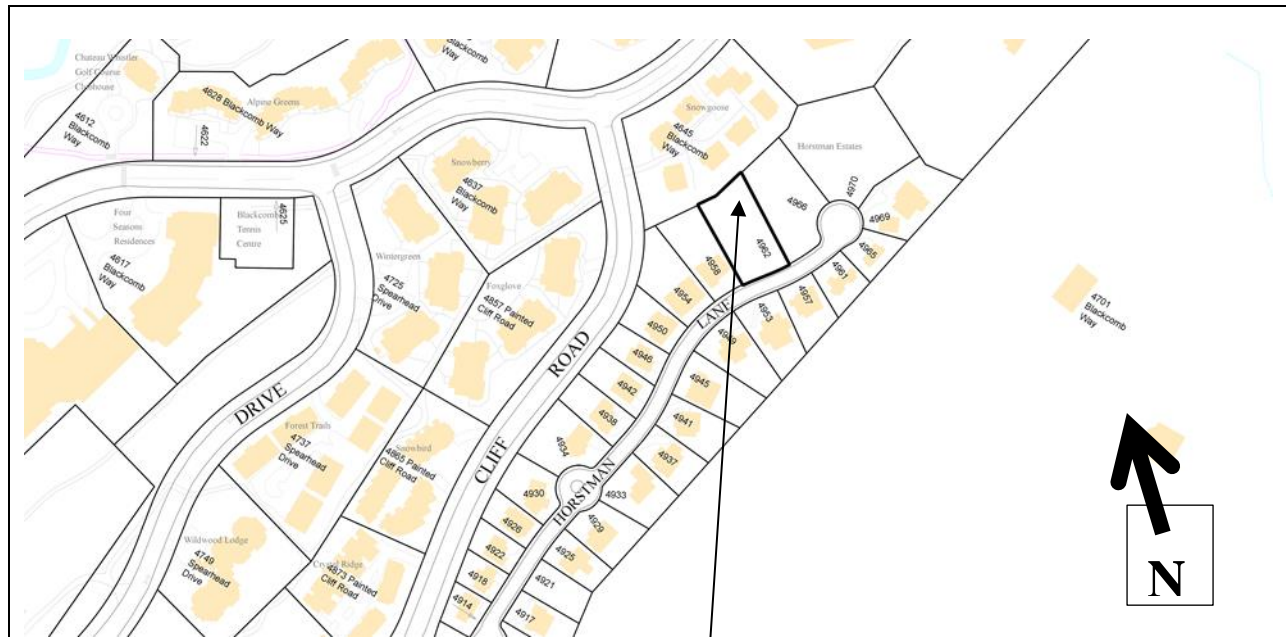 Chateau Whistler
Golf Course
Clubhouse
4612
Blackcomb
Way
4628 Blackcomb Way
Alpine Greens
4622
Blackcomb
Way
Snowgoose
4645
Blackcomb
Way
Horstman Estates
4970
4966
4969
4965
4962
4961
4957
4953
4958
4954
4950
4946
4942
4938
4934
4949
4945
4941
4937
4933
4930
4929
4926
4925
4922
4921
4918
4917
4914
LANE
HORSTMAN
Snowberry
4637
Blackcomb
Way
Four
Seasons
Residences
4617
Blackcomb
Way
4625
Blackcomb
Tennis
Centre
Wintergreen
4725
Spearhead
Drive
Foxglove
4857 Painted
Cliff Road
ROAD
CLIFF
DRIVE
Forest Trails
4737
Spearhead
Drive
Snowbird
4865 Painted
Cliff Road
Wildwood Lodge
4749
Spearhead
Drive
Crystal Ridge
4873 Painted
Cliff Road
4701
Blackcomb
Way
N